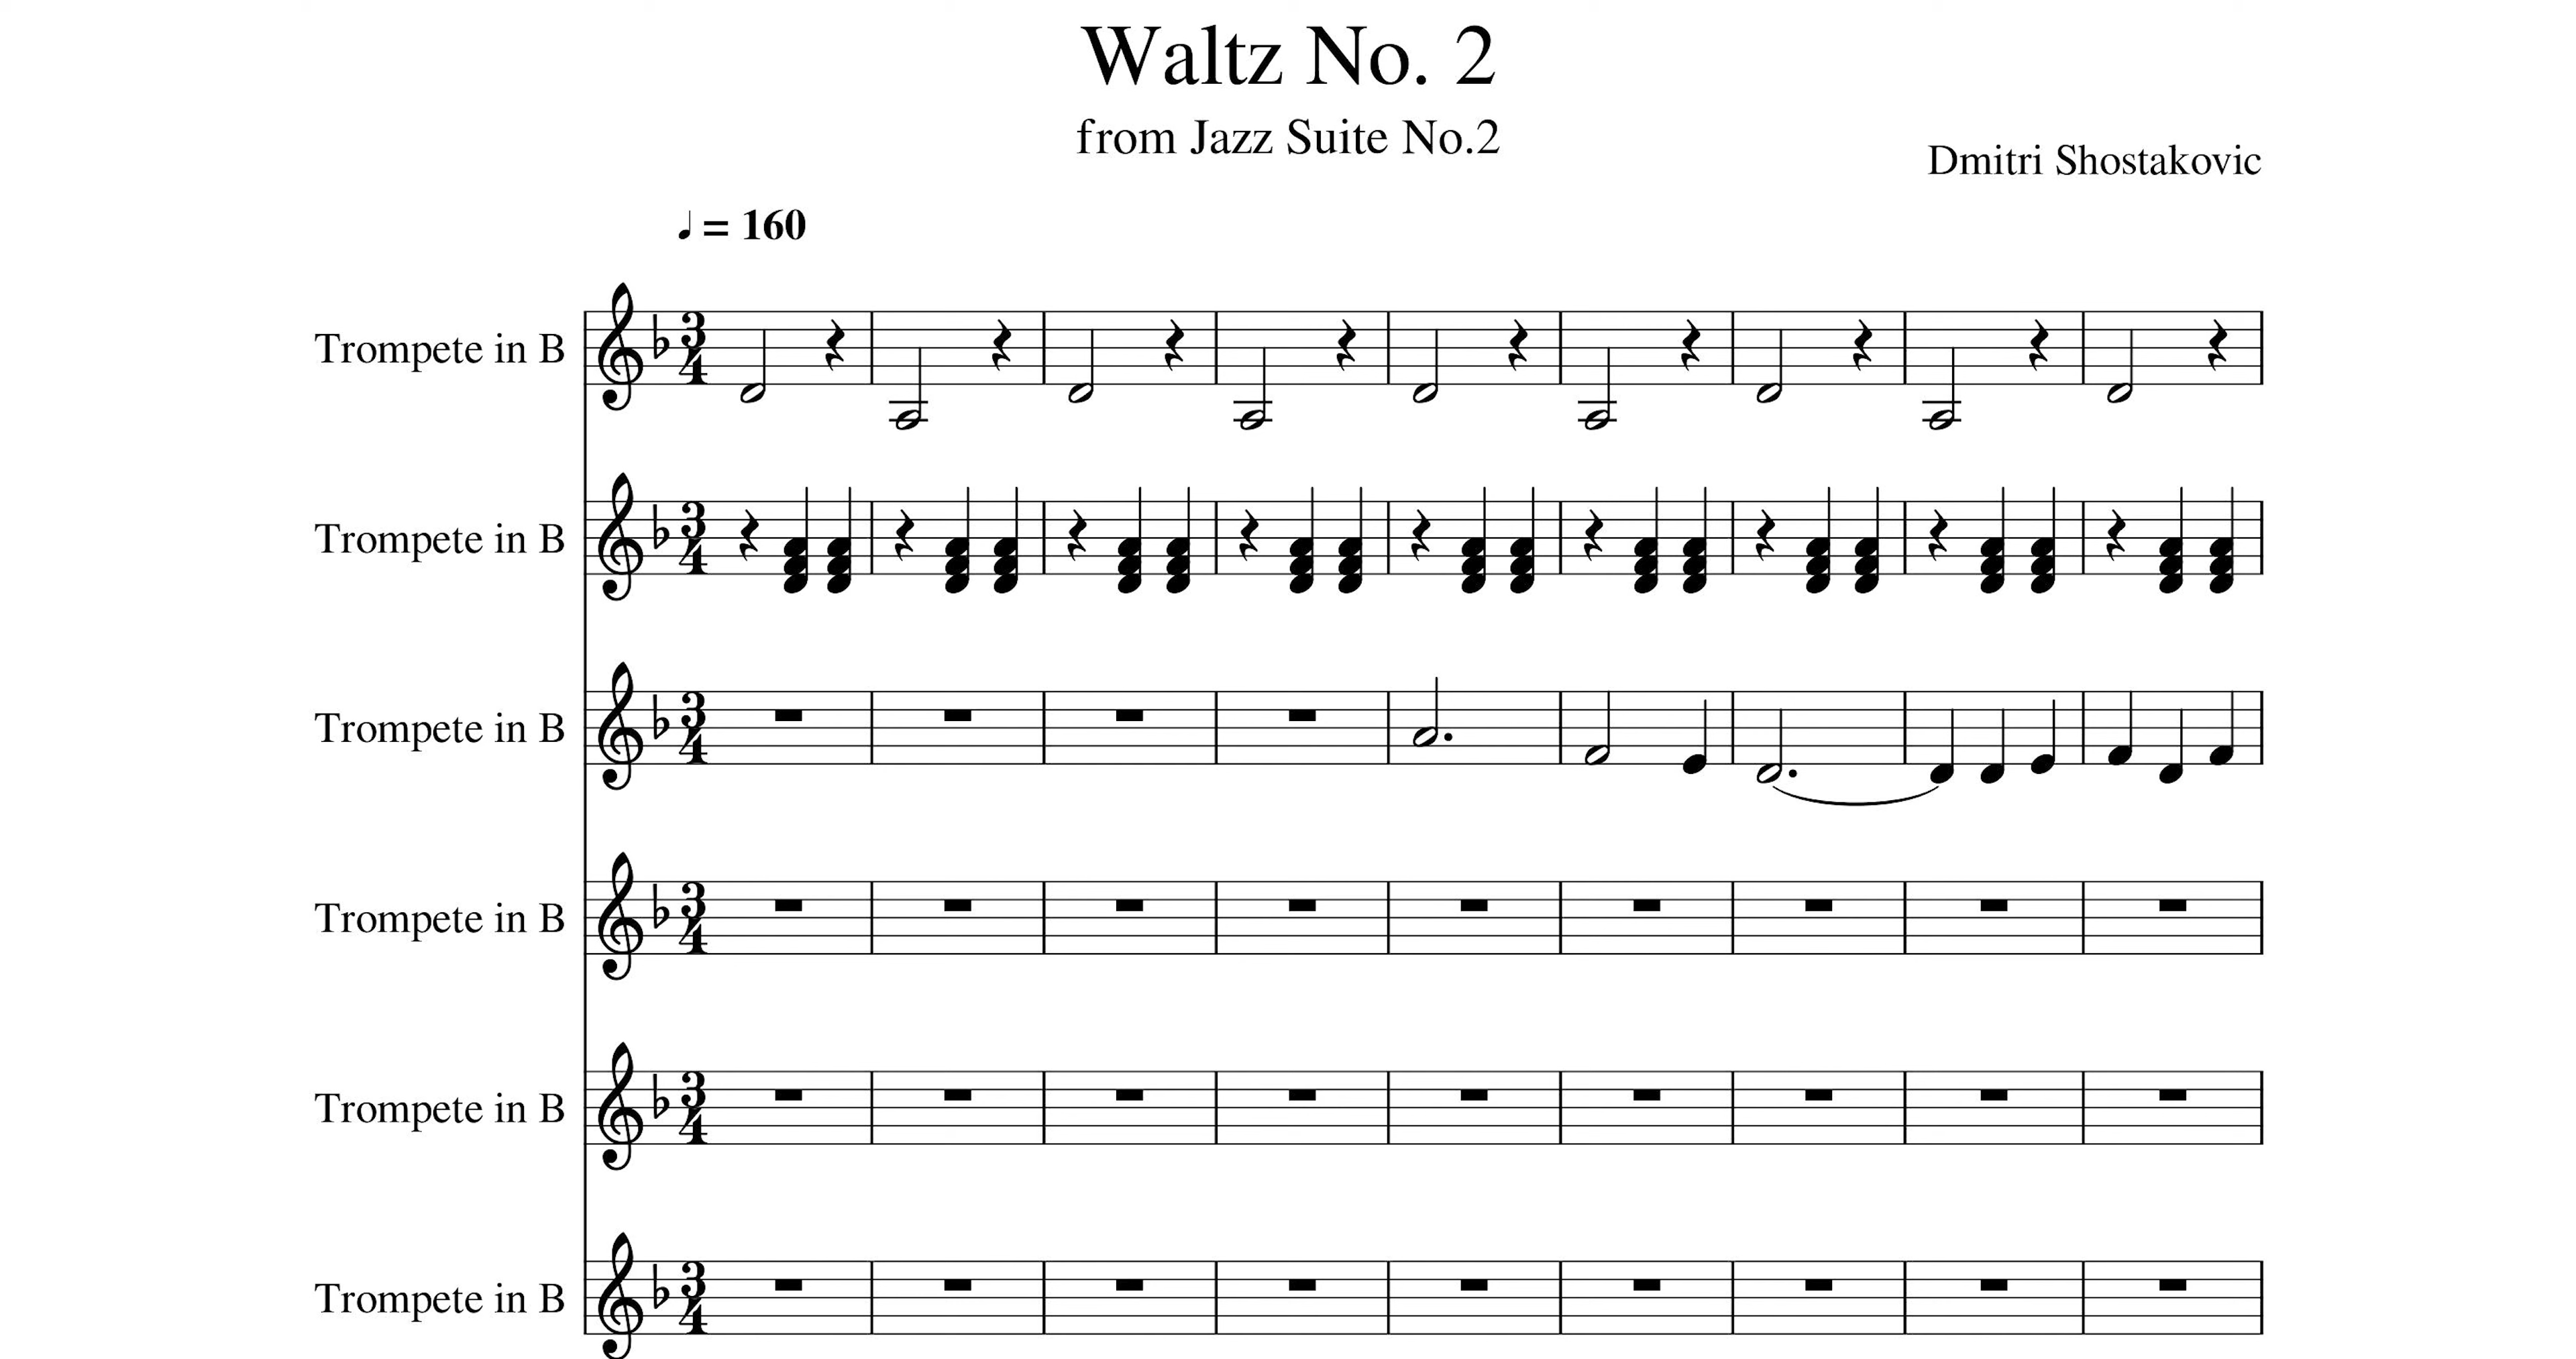 Waltz No. 2
from Jazz Suite No.2
Dmitri Shostakovic
♩ = 160
Trompete in B
Trompete in B
Trompete in B
Trompete in B
Trompete in B
Trompete in B